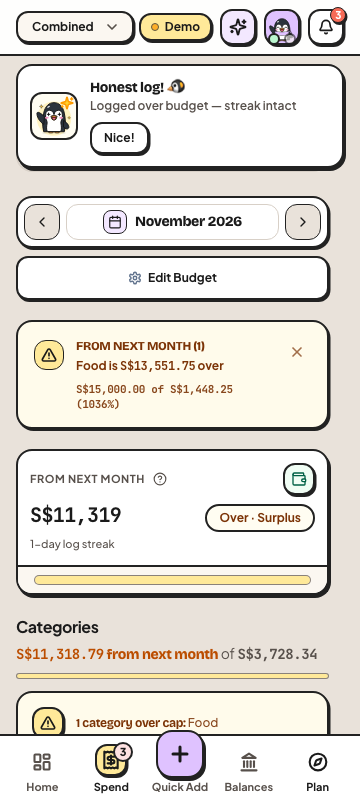 Combined
Demo
3
Honest log!
Logged over budget — streak intact
Nice!
November 2026
Edit Budget
FROM NEXT MONTH (1)
Food is S$13,551.75 over
S$15,000.00 of S$1,448.25
(1036%)
FROM NEXT MONTH
S$11,319
Over · Surplus
1-day log streak
Categories
S$11,318.79 from next month of S$3,728.34
1 category over cap: Food
3
Home
Spend
Quick Add
Balances
Plan